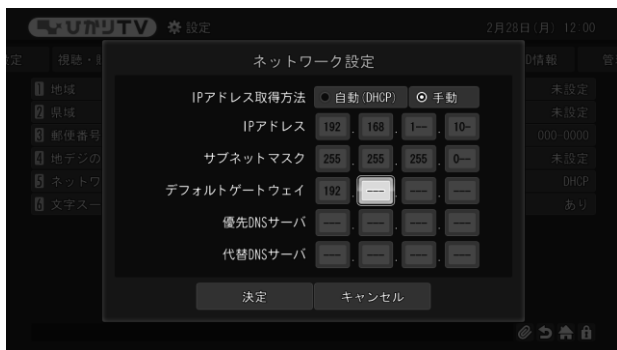 ひかりTV 設定 2月28日(月) 12:00
視聴・ D情報 管
ネットワーク設定
IPアドレス取得方法 自動(DHCP) 手動
IPアドレス 192 . 168 . 1-- . 10-
サブネットマスク 255 . 255 . 255 . 0--
デフォルトゲートウェイ 192 . --- . --- . ---
優先DNSサーバ --- . --- . --- . ---
代替DNSサーバ --- . --- . --- . ---
決定 キャンセル
1 地域 未設定
2 県域 未設定
3 郵便番号 000-0000
4 地デジの 未設定
5 ネットワ DHCP
6 文字スー あり